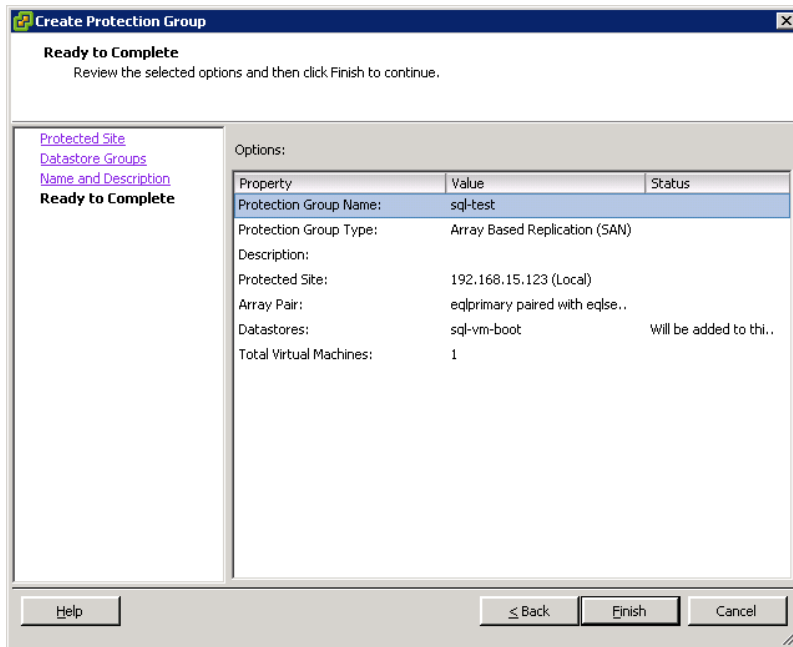 Create Protection Group
Ready to Complete
Review the selected options and then click Finish to continue.
Protected Site
Datastore Groups
Name and Description
Ready to Complete
Options:
Property Value Status
Protection Group Name: sql-test
Protection Group Type: Array Based Replication (SAN)
Description:
Protected Site: 192.168.15.123 (Local)
Array Pair: eqlprimary paired with eqlse..
Datastores: sql-vm-boot Will be added to thi..
Total Virtual Machines: 1
Help < Back Finish Cancel